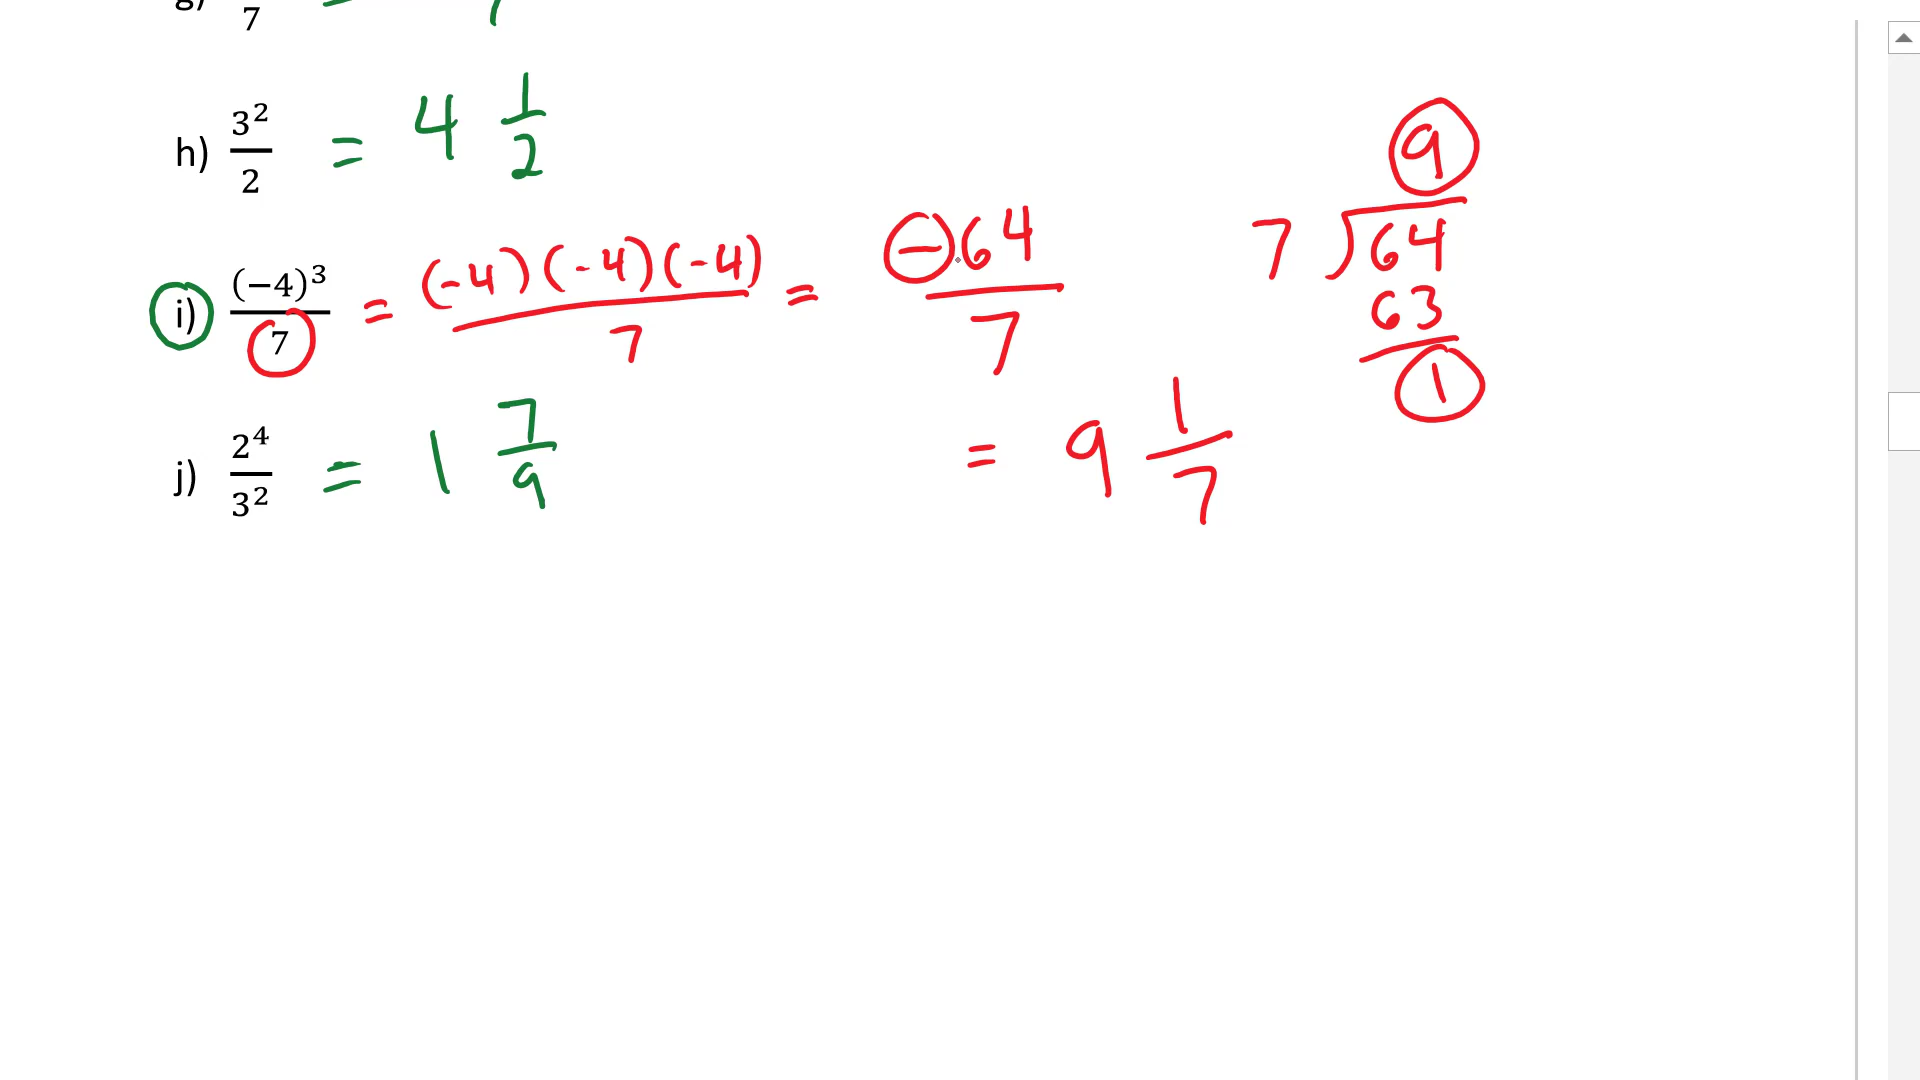 g) 7 =
h) 3²/2 = 4 1/2
i) (−4)³/7 = (-4)(-4)(-4)/7 = -64/7
7 64
9
63
1
= 9 1/7
j) 2⁴/3² = 1 7/9